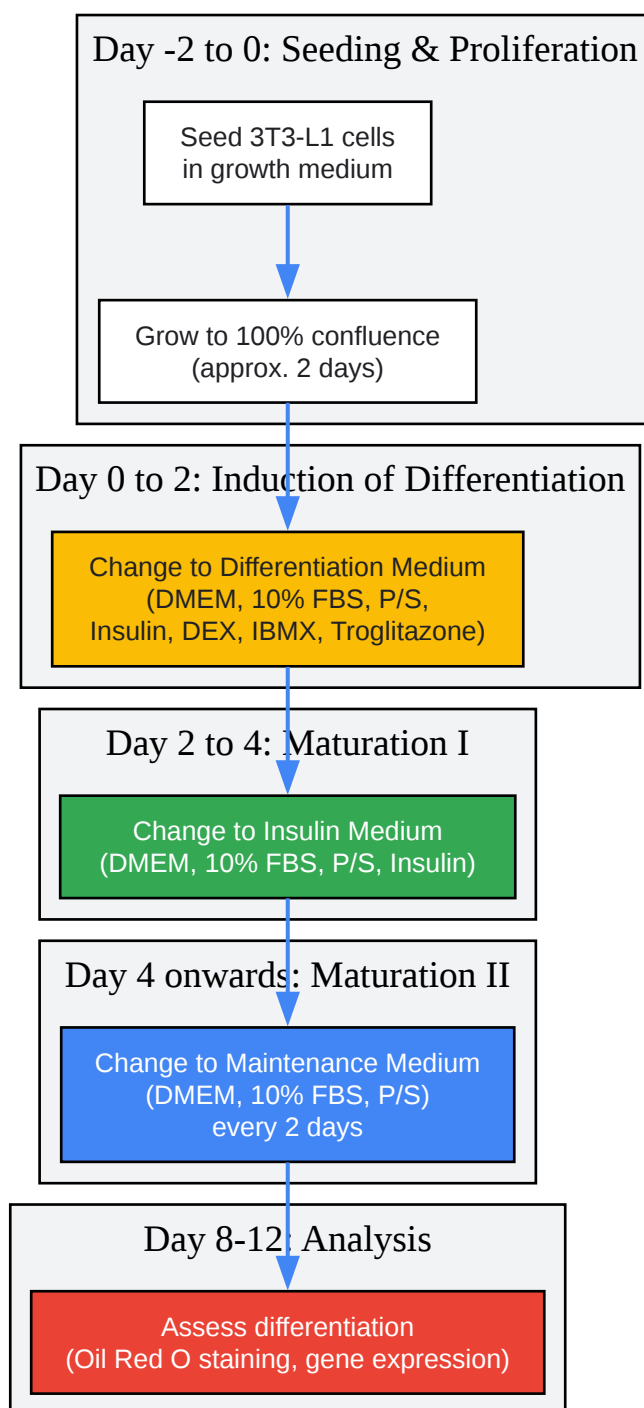 Day -2 to 0: Seeding & Proliferation
Seed 3T3-L1 cells
in growth medium
Grow to 100% confluence
(approx. 2 days)
Day 0 to 2: Induction of Differentiation
Change to Differentiation Medium
(DMEM, 10% FBS, P/S,
Insulin, DEX, IBMX, Troglitazone)
Day 2 to 4: Maturation I
Change to Insulin Medium
(DMEM, 10% FBS, P/S, Insulin)
Day 4 onwards: Maturation II
Change to Maintenance Medium
(DMEM, 10% FBS, P/S)
every 2 days
Day 8-12: Analysis
Assess differentiation
(Oil Red O staining, gene expression)